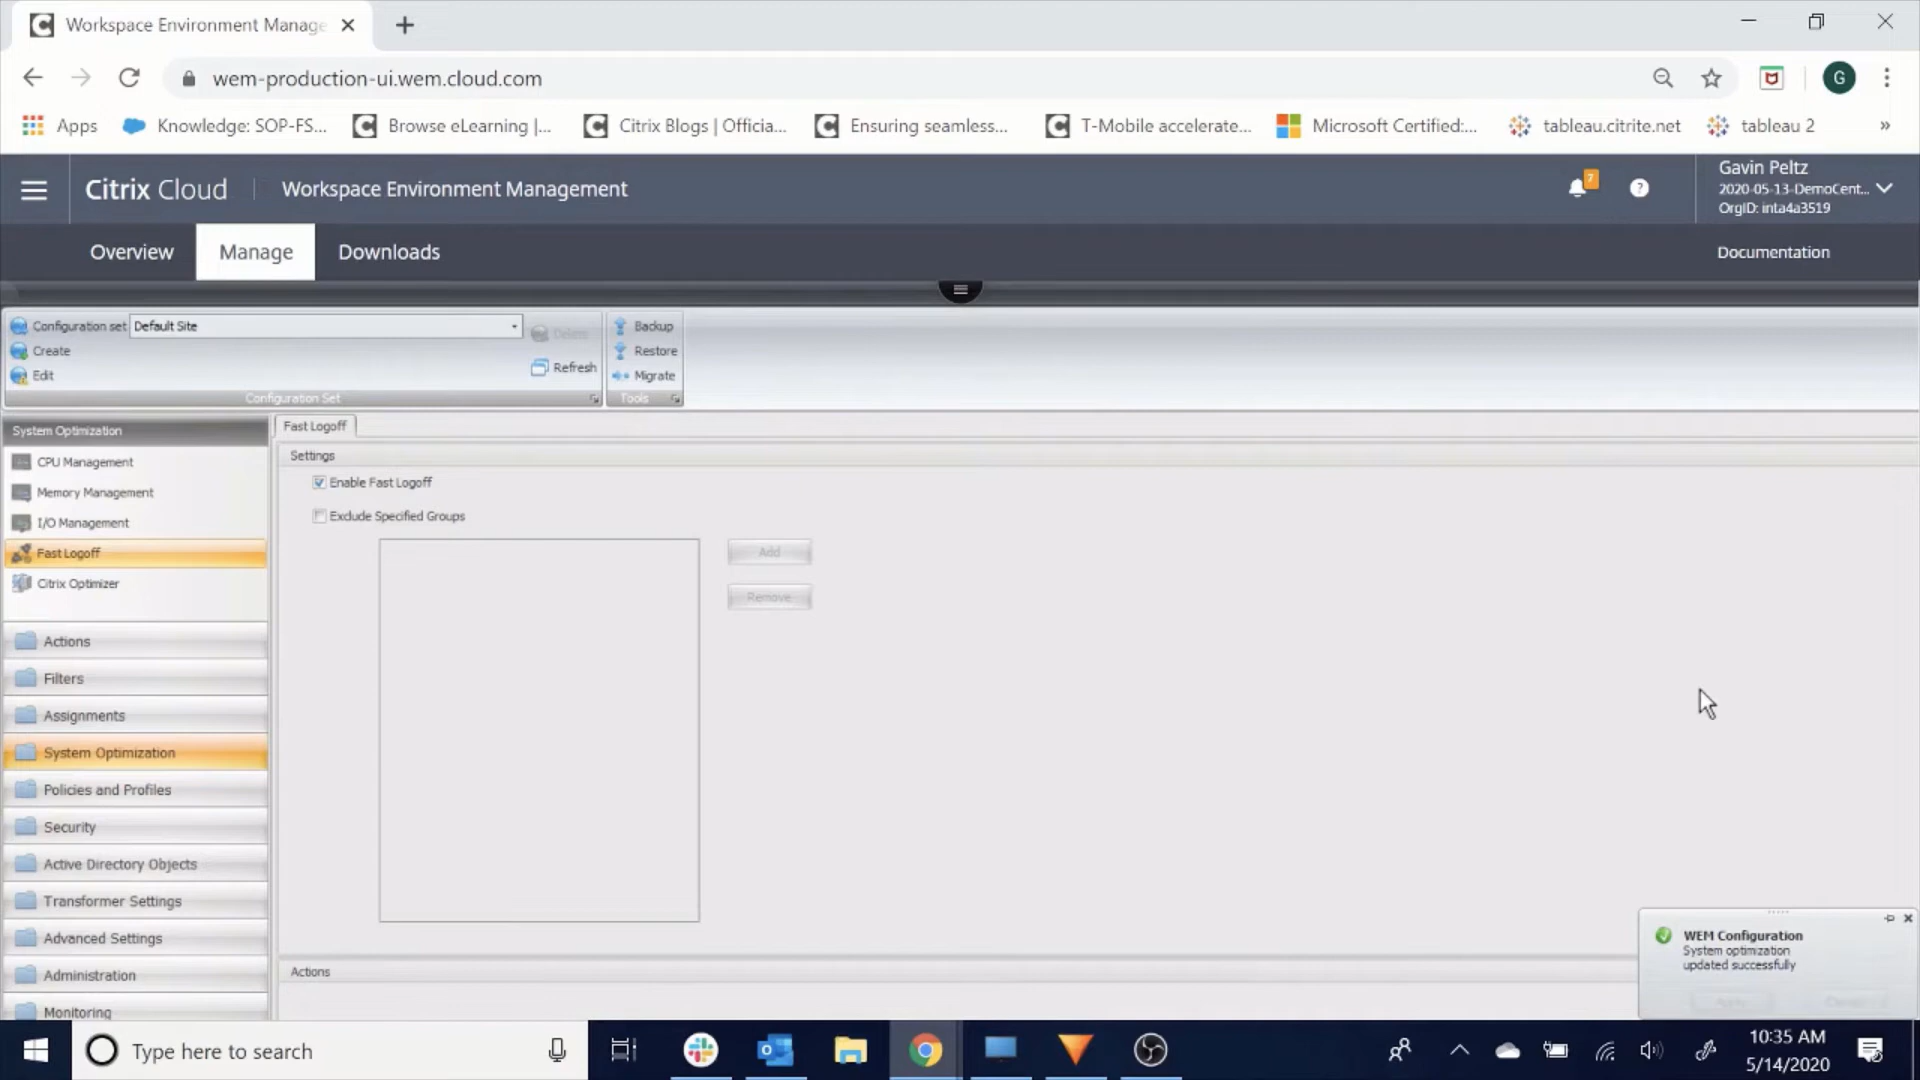 Workspace Environment Manage
wem-production-ui.wem.cloud.com
G
Apps
Knowledge: SOP-FS...
Browse eLearning |...
Citrix Blogs | Officia...
Ensuring seamless...
T-Mobile accelerate...
Microsoft Certified:...
tableau.citrite.net
tableau 2
»
Citrix Cloud
Workspace Environment Management
7
?
Gavin Peltz
2020-05-13-DemoCent...
OrgID: inta4a3519
Overview
Manage
Downloads
Documentation
Configuration set
Default Site
Delete
Create
Refresh
Edit
Configuration Set
Backup
Restore
Migrate
Tools
System Optimization
CPU Management
Memory Management
I/O Management
Fast Logoff
Citrix Optimizer
Actions
Filters
Assignments
System Optimization
Policies and Profiles
Security
Active Directory Objects
Transformer Settings
Advanced Settings
Administration
Monitoring
Fast Logoff
Settings
Enable Fast Logoff
Exclude Specified Groups
Add
Remove
Actions
WEM Configuration
System optimization
updated successfully
Type here to search
10:35 AM
5/14/2020